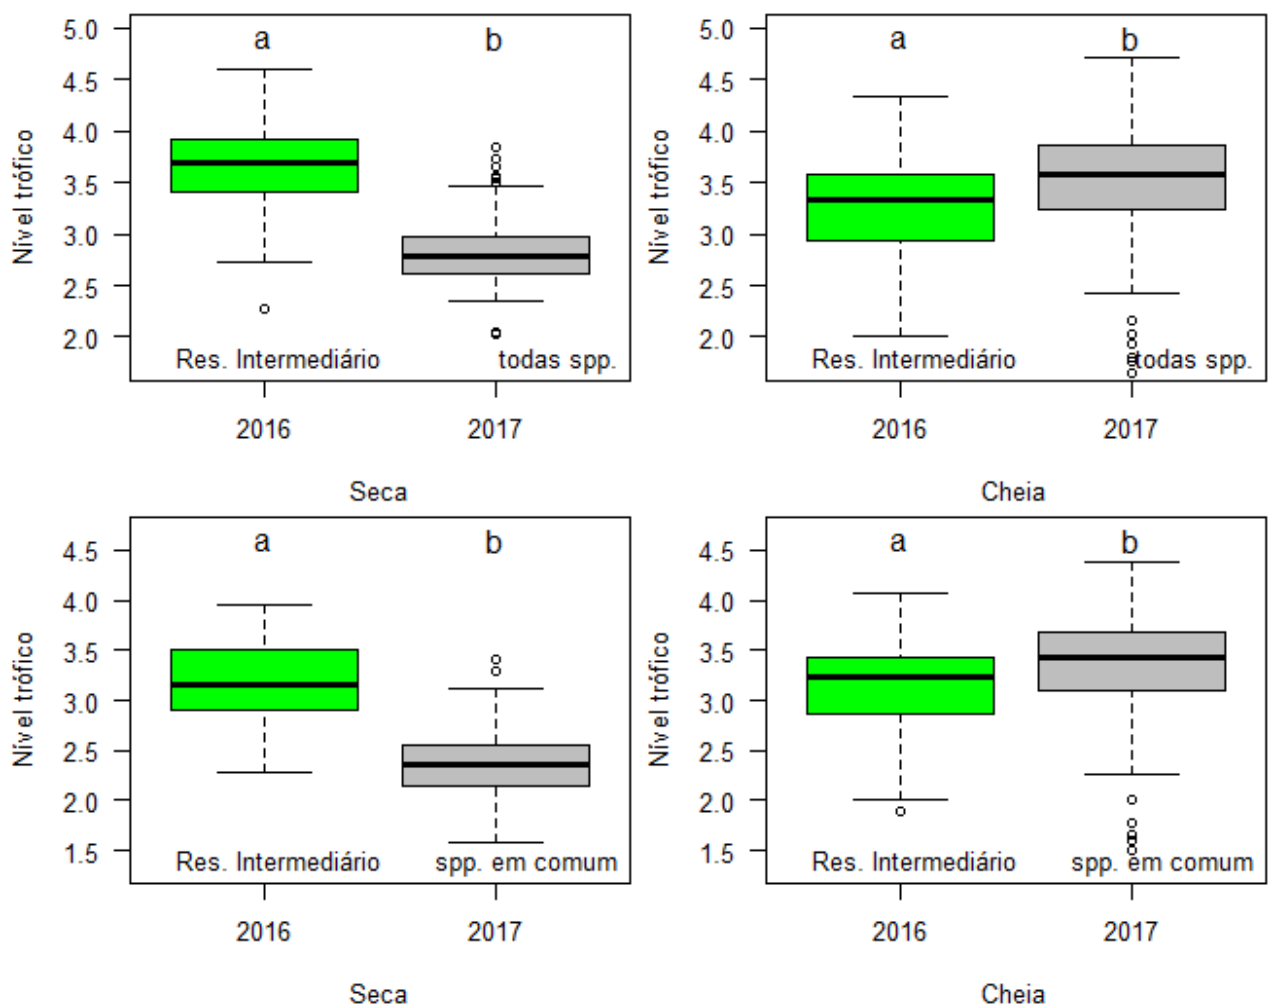 5.0
4.5
4.0
3.5
3.0
2.5
2.0
Nível trófico
a
b
Res. Intermediário
todas spp.
2016
2017
Seca
5.0
4.5
4.0
3.5
3.0
2.5
2.0
Nível trófico
a
b
Res. Intermediário
todas spp.
2016
2017
Cheia
4.5
4.0
3.5
3.0
2.5
2.0
1.5
Nível trófico
a
b
Res. Intermediário
spp. em comum
2016
2017
Seca
4.5
4.0
3.5
3.0
2.5
2.0
1.5
Nível trófico
a
b
Res. Intermediário
spp. em comum
2016
2017
Cheia